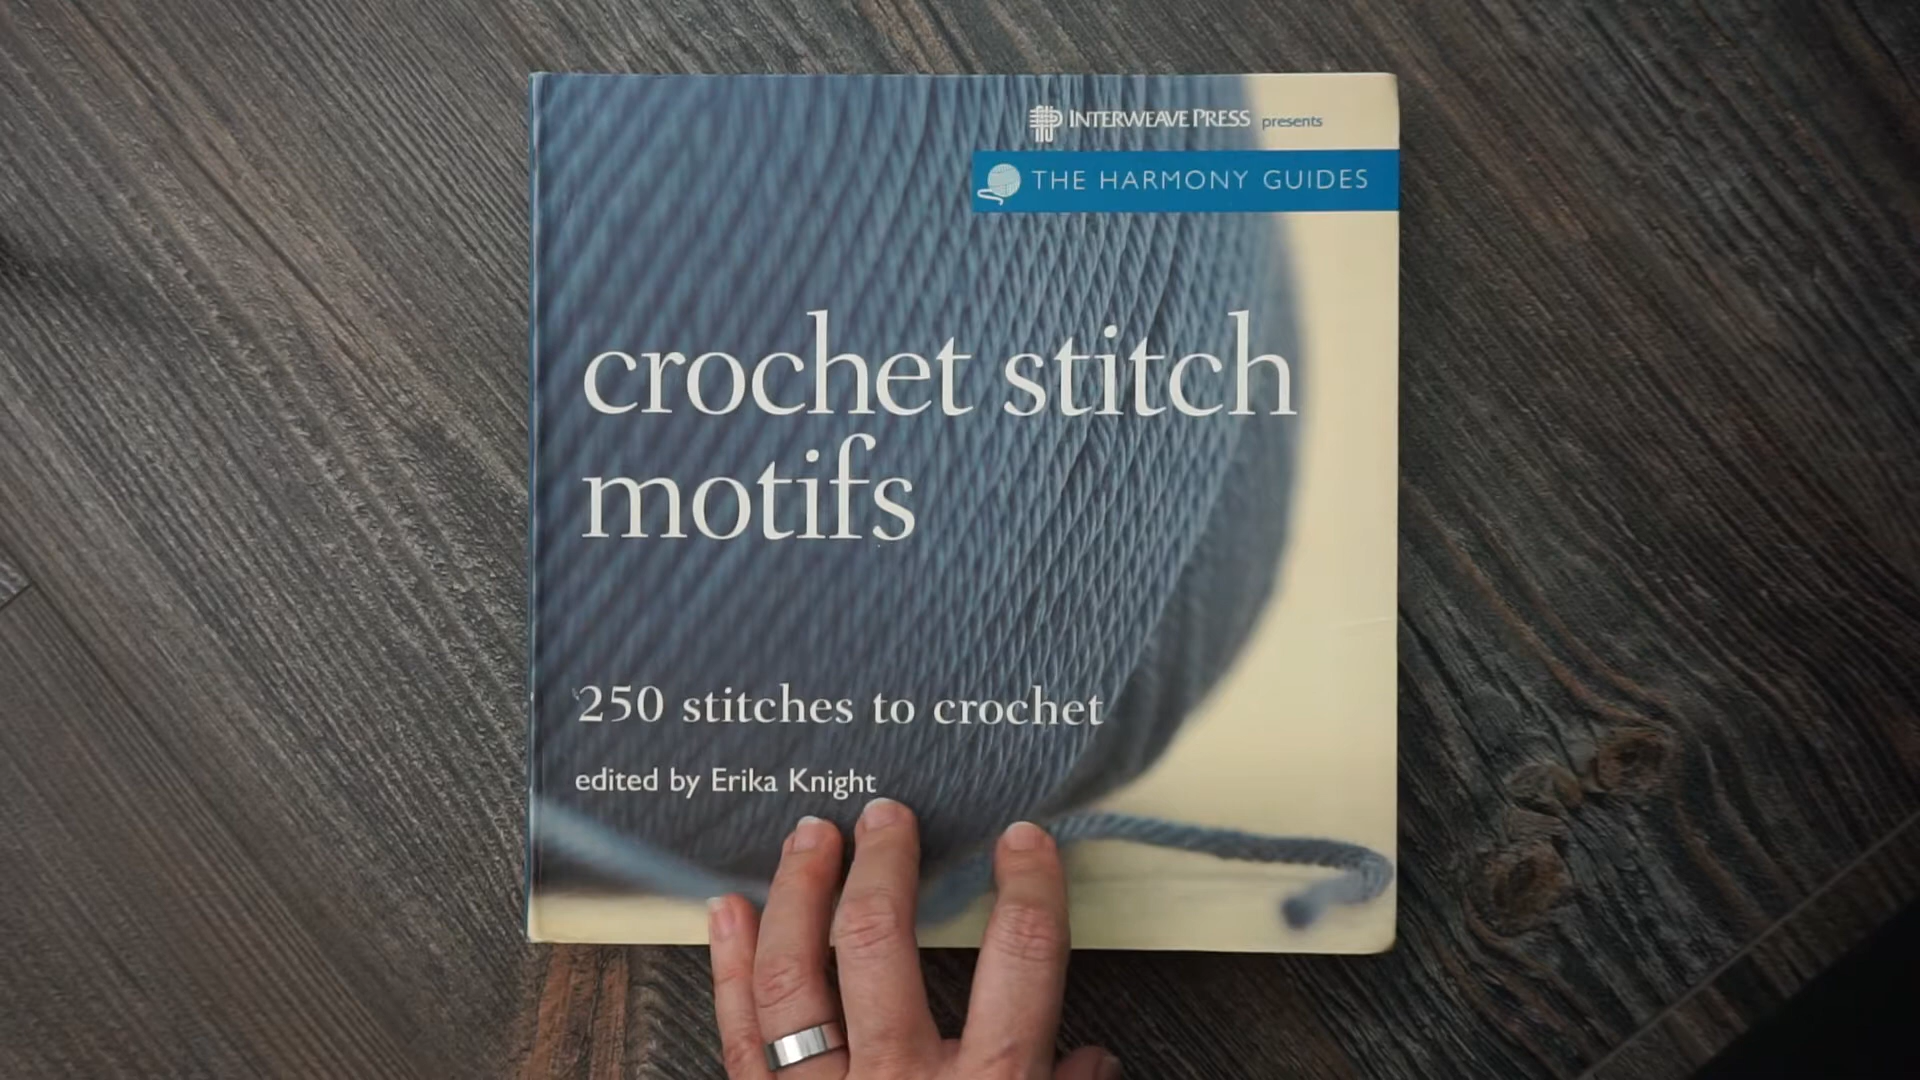 INTERWEAVE PRESS presents
THE HARMONY GUIDES
crochet stitch
motifs
250 stitches to crochet
edited by Erika Knight